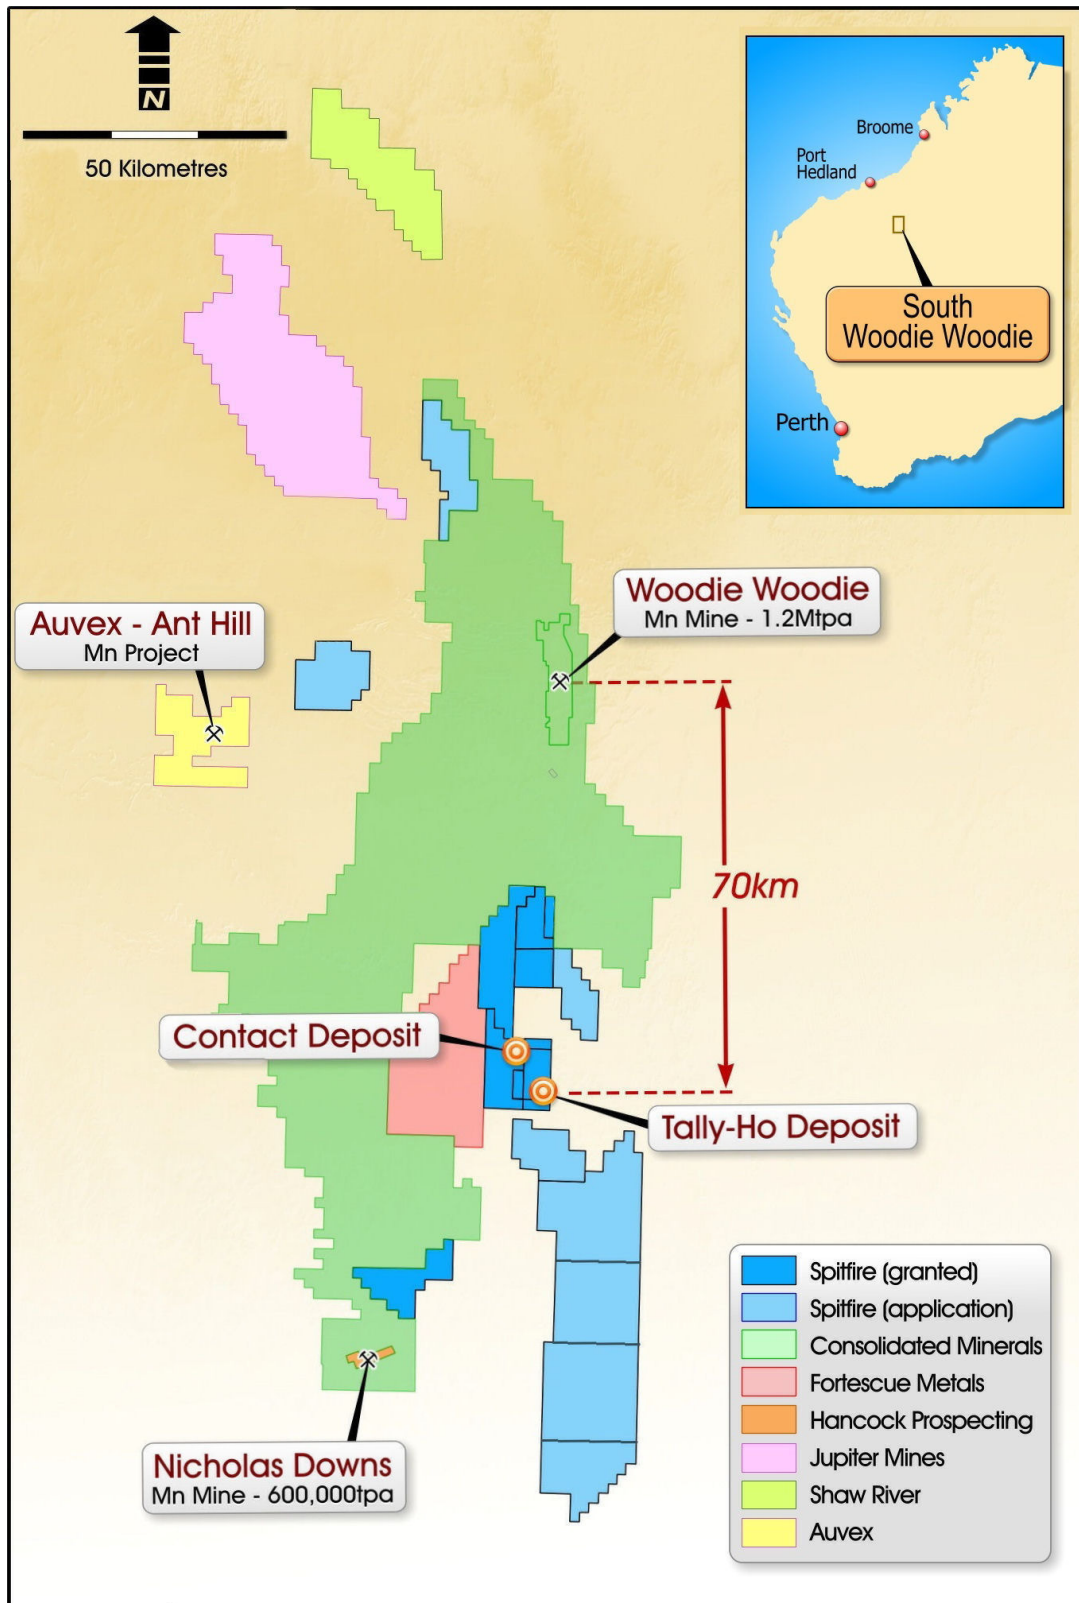 N
50 Kilometres
Broome
Port
Hedland
South
Woodie Woodie
Perth
Woodie Woodie
Mn Mine - 1.2Mtpa
Auvex - Ant Hill
Mn Project
70km
Contact Deposit
Tally-Ho Deposit
Nicholas Downs
Mn Mine - 600,000tpa
Spitfire (granted)
Spitfire (application)
Consolidated Minerals
Fortescue Metals
Hancock Prospecting
Jupiter Mines
Shaw River
Auvex